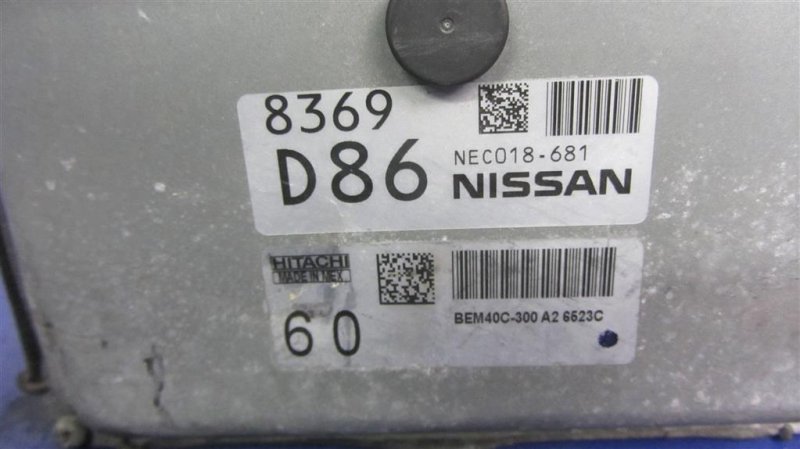 8369
D86
NEC018-681
NISSAN
HITACHI
MADE IN MEX.
60
BEM40C-300 A2 6523C